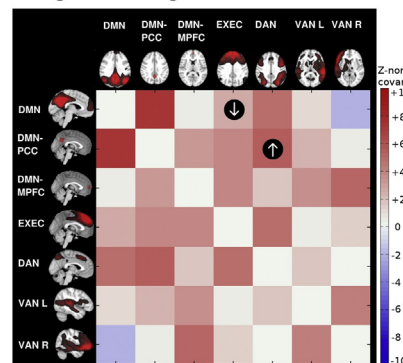 DMN DMN- DMN- EXEC DAN VAN L VAN R
PCC MPFC
Z-nor
covar
DMN
DMN-
PCC
DMN-
MPFC
EXEC
DAN
VAN L
VAN R
↓
↑
+1
+8
+6
+4
+2
0
-2
-4
-6
-8
-10